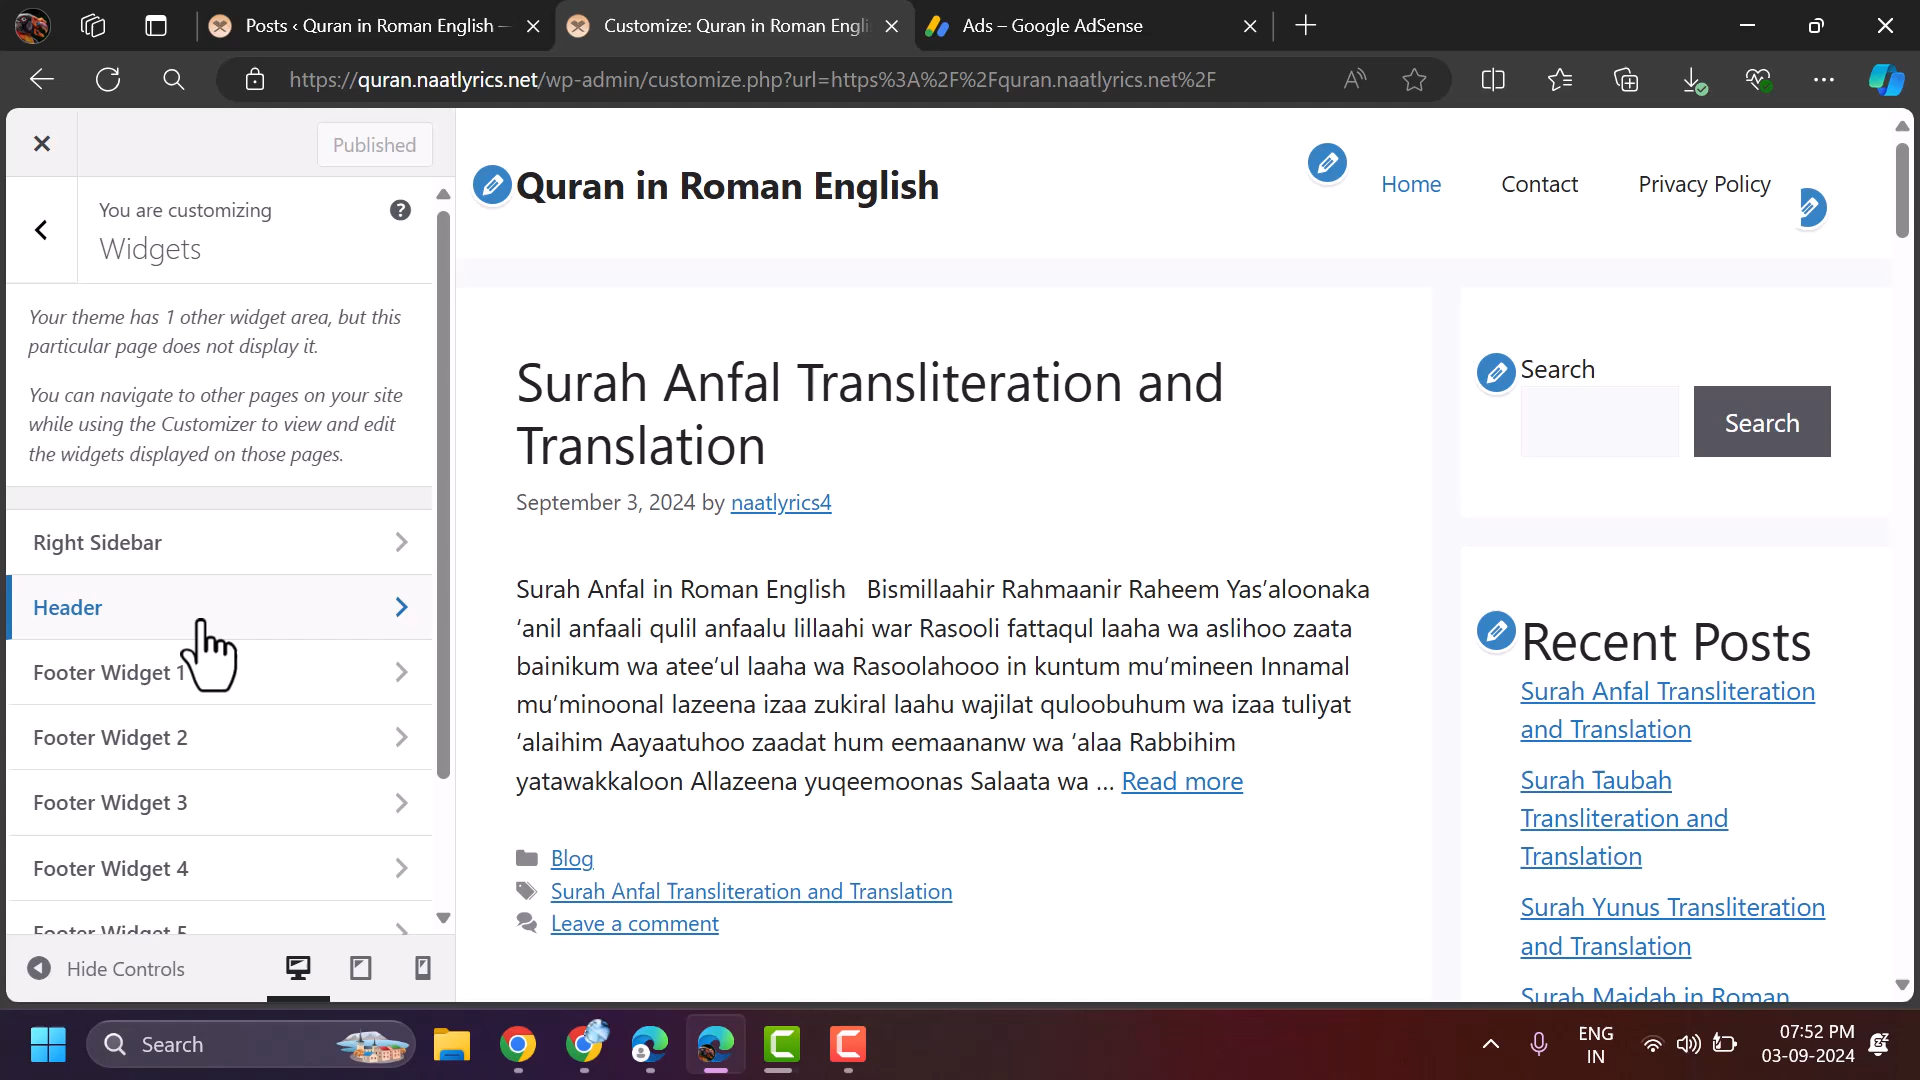 Posts ‹ Quran in Roman English —
Customize: Quran in Roman Engli
Ads – Google AdSense
https://quran.naatlyrics.net/wp-admin/customize.php?url=https%3A%2F%2Fquran.naatlyrics.net%2F
Published
You are customizing
Widgets
Your theme has 1 other widget area, but this
particular page does not display it.
You can navigate to other pages on your site
while using the Customizer to view and edit
the widgets displayed on those pages.
Right Sidebar
Header
Footer Widget 1
Footer Widget 2
Footer Widget 3
Footer Widget 4
Footer Widget 5
Hide Controls
Quran in Roman English
Home
Contact
Privacy Policy
Surah Anfal Transliteration and
Translation
September 3, 2024 by naatlyrics4
Surah Anfal in Roman English   Bismillaahir Rahmaanir Raheem Yas’aloonaka
‘anil anfaali qulil anfaalu lillaahi war Rasooli fattaqul laaha wa aslihoo zaata
bainikum wa atee’ul laaha wa Rasoolahooo in kuntum mu’mineen Innamal
mu’minoonal lazeena izaa zukiral laahu wajilat quloobuhum wa izaa tuliyat
‘alaihim Aayaatuhoo zaadat hum eemaananw wa ‘alaa Rabbihim
yatawakkaloon Allazeena yuqeemoonas Salaata wa ... Read more
Blog
Surah Anfal Transliteration and Translation
Leave a comment
Search
Search
Recent Posts
Surah Anfal Transliteration
and Translation
Surah Taubah
Transliteration and
Translation
Surah Yunus Transliteration
and Translation
Surah Maidah in Roman
Search
ENG
IN
07:52 PM
03-09-2024